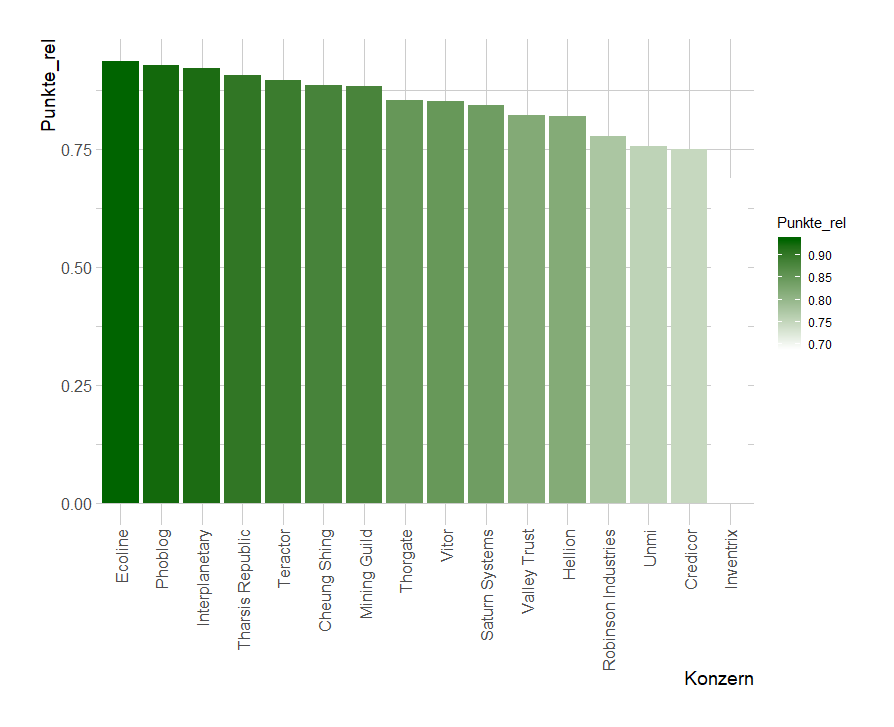 Punkte_rel
0.75
0.50
0.25
0.00
Ecoline
Phoblog
Interplanetary
Tharsis Republic
Teractor
Cheung Shing
Mining Guild
Thorgate
Vitor
Saturn Systems
Valley Trust
Hellion
Robinson Industries
Unmi
Credicor
Inventrix
Konzern
Punkte_rel
0.90
0.85
0.80
0.75
0.70